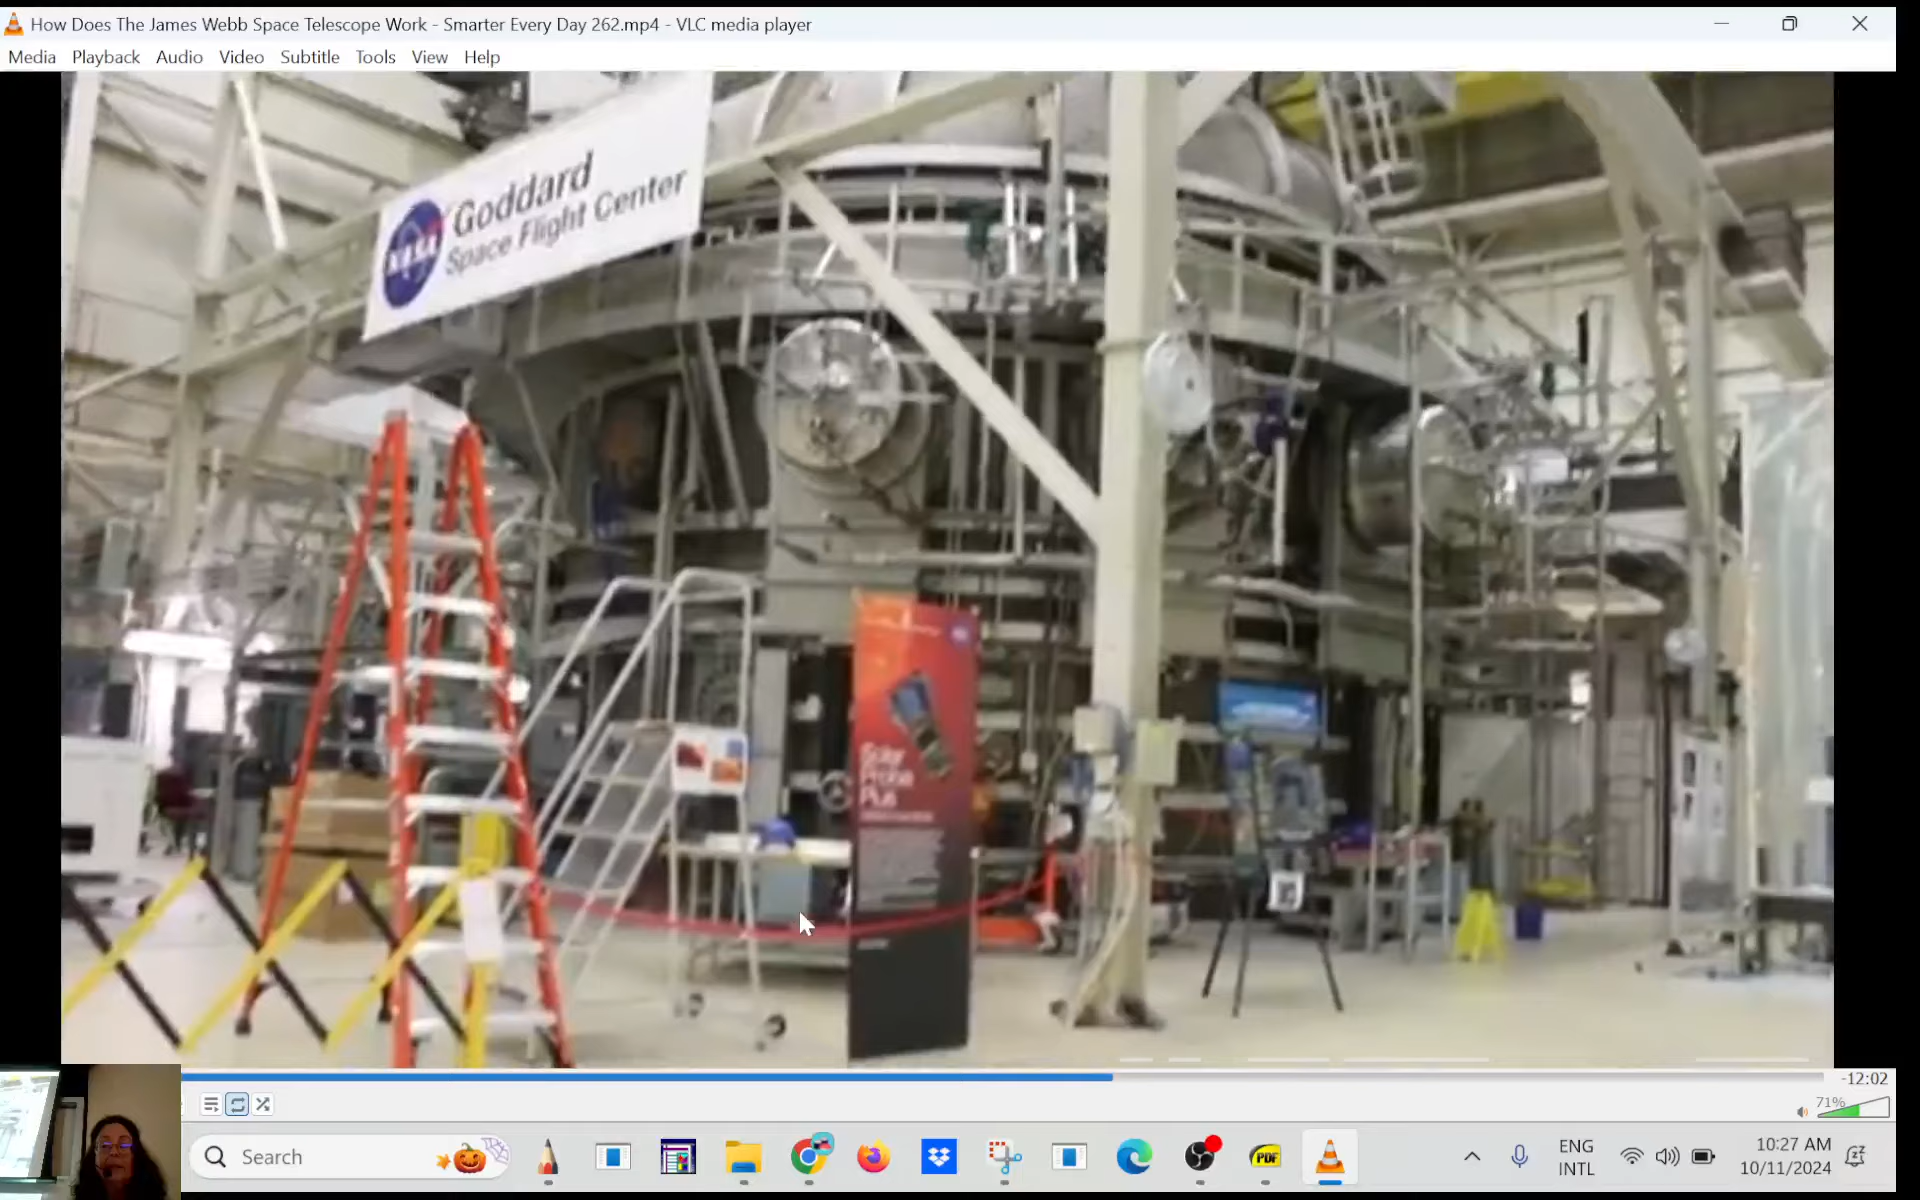 How Does The James Webb Space Telescope Work - Smarter Every Day 262.mp4 - VLC media player
Media Playback Audio Video Subtitle Tools View Help
NASA
Goddard
Space Flight Center
Solar
Probe
Plus
-12:02
71%
Search
PDF
ENG
INTL
10:27 AM
10/11/2024